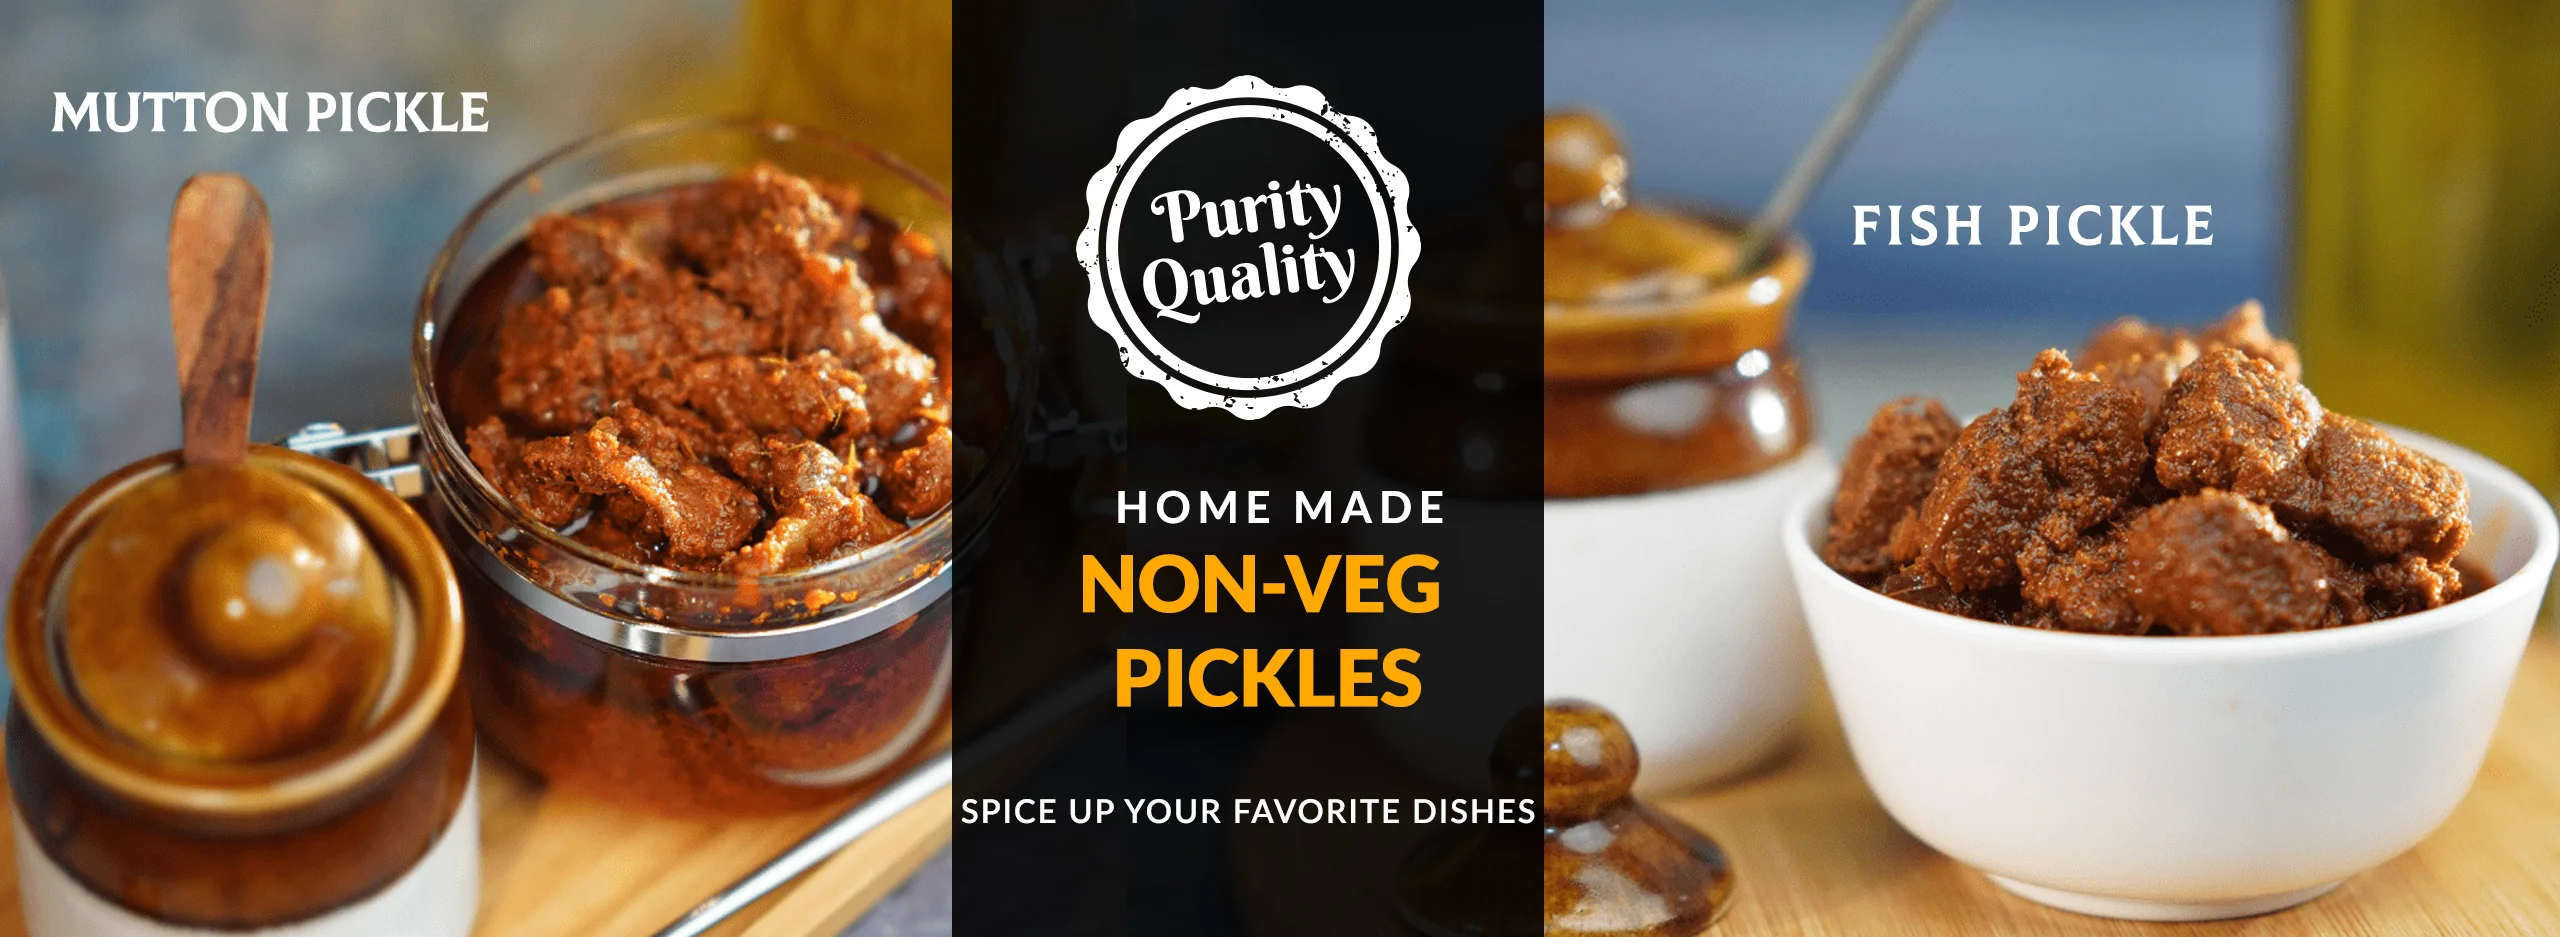 MUTTON PICKLE
Purity
Quality
HOME MADE
NON-VEG
PICKLES
SPICE UP YOUR FAVORITE DISHES
FISH PICKLE